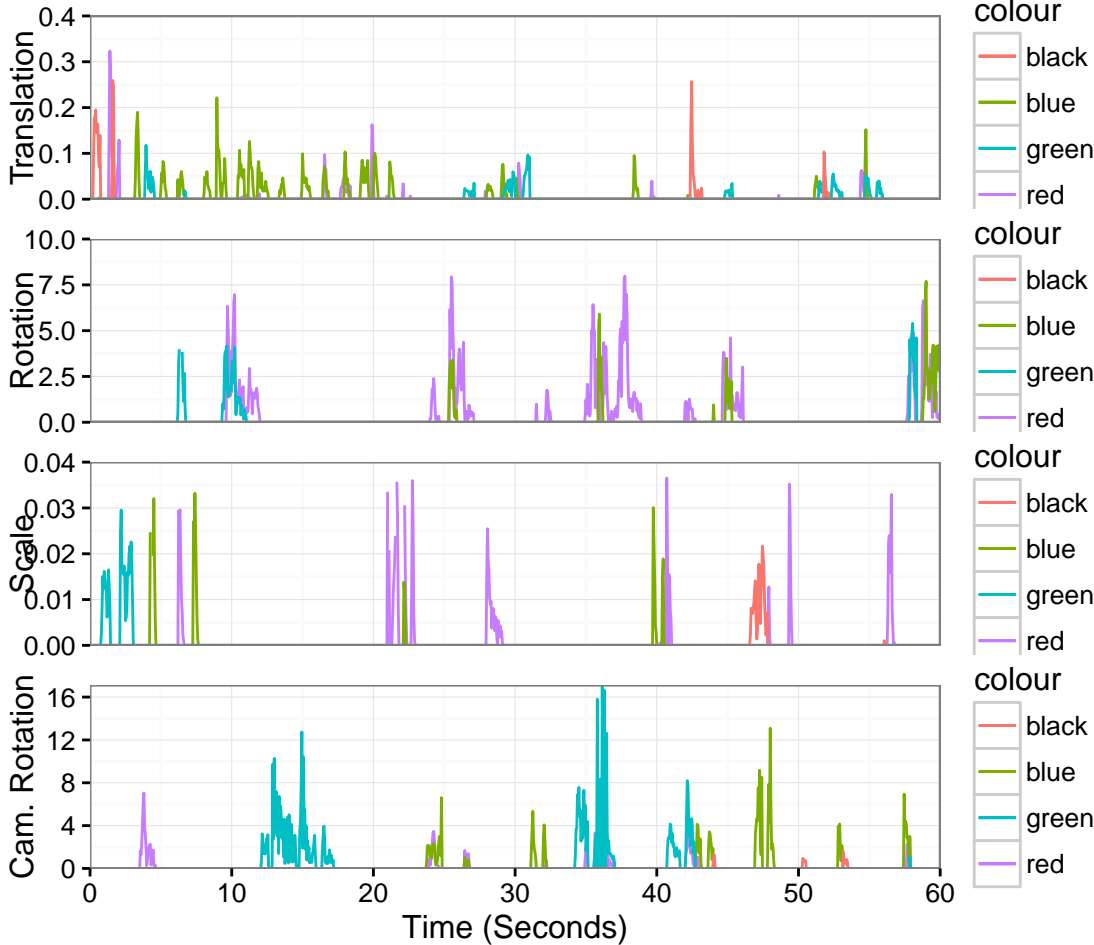 colour
0.4
0.3
0.2
0.1
0.0
Translation
black
blue
green
red
colour
10.0
7.5
5.0
2.5
0.0
Rotation
black
blue
green
red
colour
0.04
0.03
0.02
0.01
0.00
Scale
black
blue
green
red
colour
16
12
8
4
0
Cam. Rotation
black
blue
green
red
0 10 20 30 40 50 60
Time (Seconds)